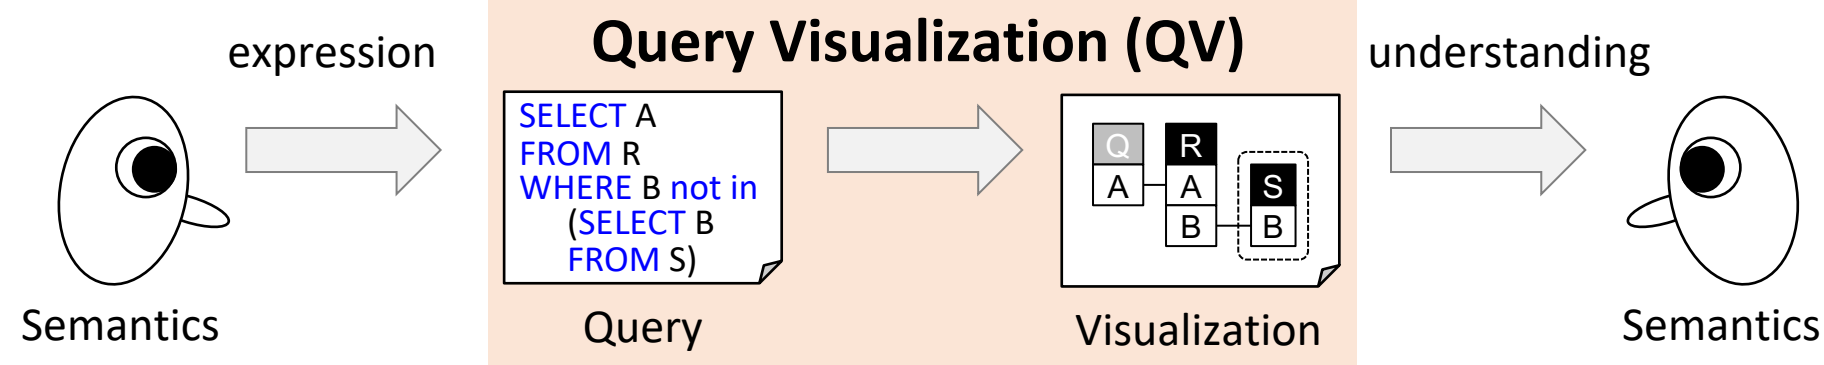 expression
Query Visualization (QV)
understanding
SELECT A
FROM R
WHERE B not in
(SELECT B
FROM S)
Q
R
A
A
S
B
B
Semantics
Query
Visualization
Semantics